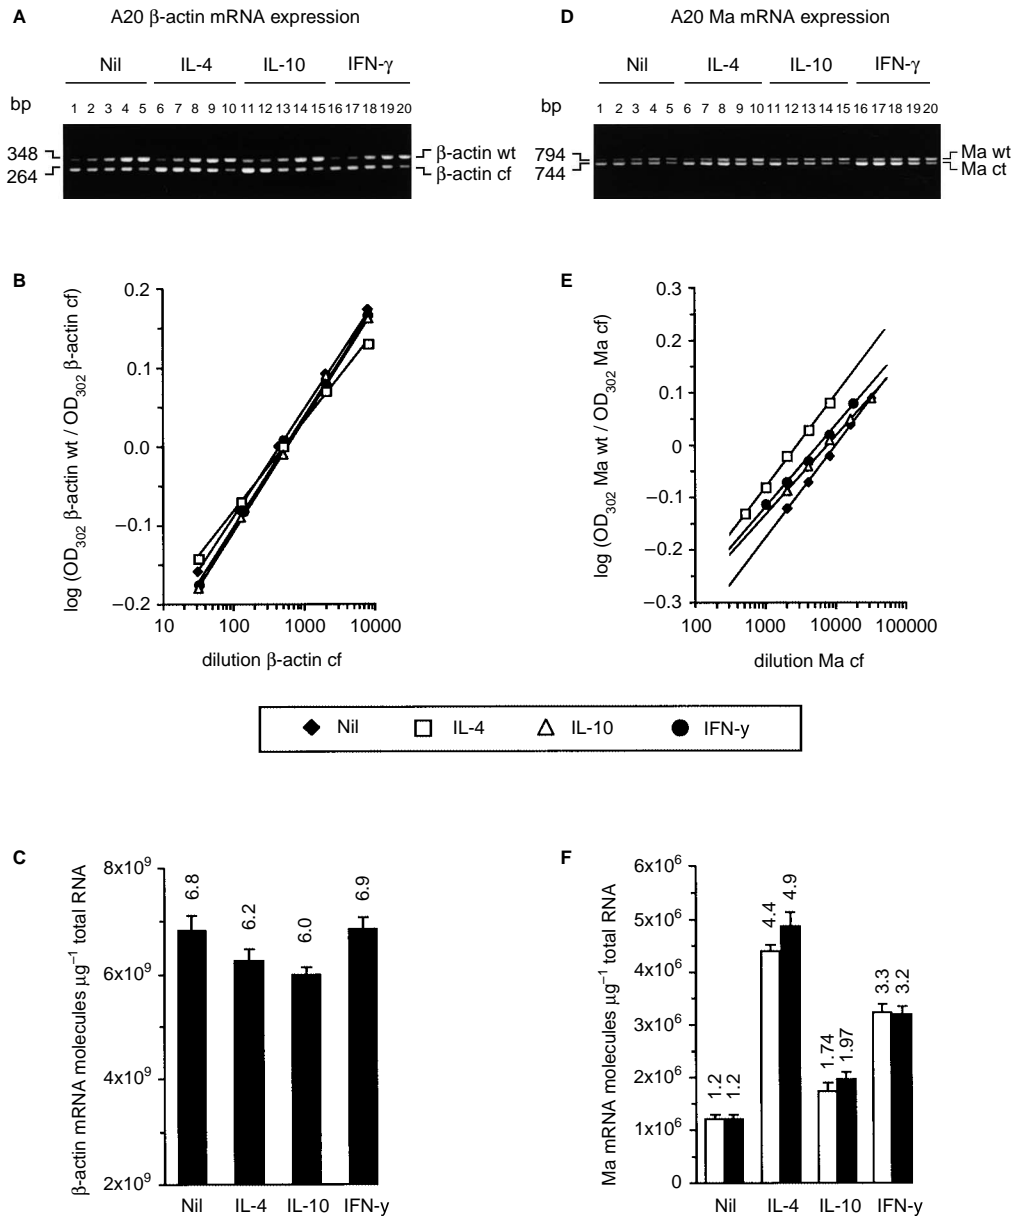 A
A20 β-actin mRNA expression
Nil IL-4 IL-10 IFN-γ
bp
1 2 3 4 5 6 7 8 9 10 11 12 13 14 15 16 17 18 19 20
348
264
β-actin wt
β-actin cf
D
A20 Ma mRNA expression
Nil IL-4 IL-10 IFN-γ
bp
1 2 3 4 5 6 7 8 9 10 11 12 13 14 15 16 17 18 19 20
794
744
Ma wt
Ma ct
B
log (OD302 β-actin wt / OD302 β-actin cf)
0.2
0.1
0.0
−0.1
−0.2
10 100 1000 10000
dilution β-actin cf
E
log (OD302 Ma wt / OD302 Ma cf)
0.3
0.2
0.1
0
−0.1
−0.2
−0.3
100 1000 10000 100000
dilution Ma cf
Nil IL-4 IL-10 IFN-y
C
β-actin mRNA molecules μg−1 total RNA
8x10⁹
6x10⁹
4x10⁹
2x10⁹
6.8
6.2
6.0
6.9
Nil IL-4 IL-10 IFN-y
F
Ma mRNA molecules μg−1 total RNA
6x10⁶
5x10⁶
4x10⁶
3x10⁶
2x10⁶
1x10⁶
0
1.2
1.2
4.4
4.9
1.74
1.97
3.3
3.2
Nil IL-4 IL-10 IFN-y